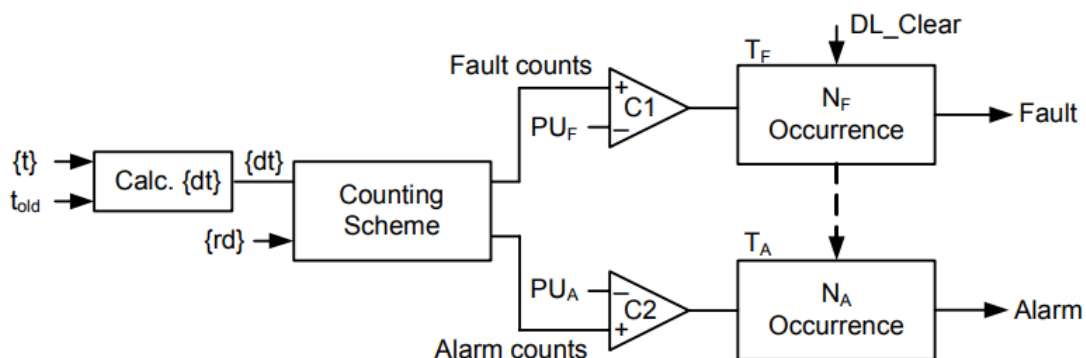 DL_Clear
Fault counts
T_F
+
C1
PU_F
–
N_F
Occurrence
Fault
{t}
t_old
Calc. {dt}
{dt}
{rd}
Counting
Scheme
T_A
PU_A
–
C2
+
N_A
Occurrence
Alarm
Alarm counts